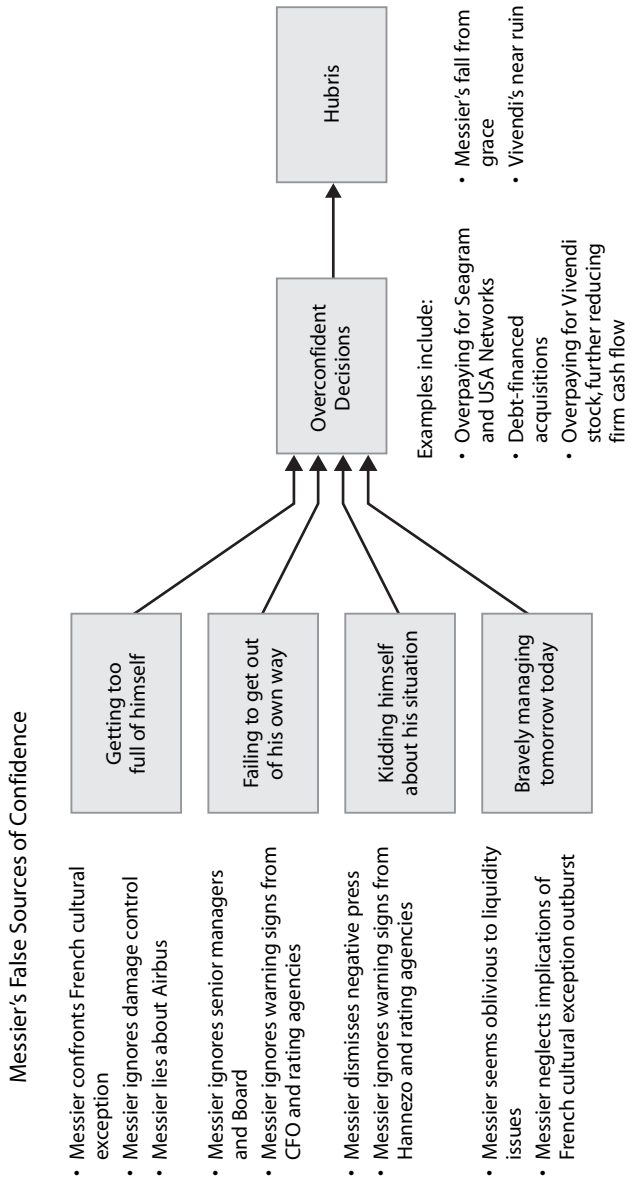 Messier's False Sources of Confidence
• Messier confronts French cultural
exception
• Messier ignores damage control
• Messier lies about Airbus
Getting too
full of himself
• Messier ignores senior managers
and Board
• Messier ignores warning signs from
CFO and rating agencies
Failing to get out
of his own way
• Messier dismisses negative press
• Messier ignores warning signs from
Hannezo and rating agencies
Kidding himself
about his situation
• Messier seems oblivious to liquidity
issues
• Messier neglects implications of
French cultural exception outburst
Bravely managing
tomorrow today
Overconfident
Decisions
Examples include:
• Overpaying for Seagram
and USA Networks
• Debt-financed
acquisitions
• Overpaying for Vivendi
stock, further reducing
firm cash flow
Hubris
• Messier's fall from
grace
• Vivendi's near ruin